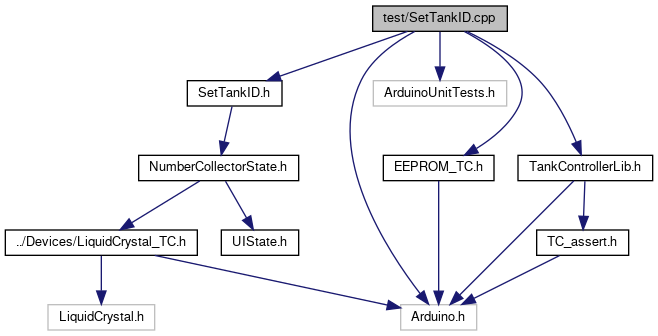 test/SetTankID.cpp
SetTankID.h
ArduinoUnitTests.h
NumberCollectorState.h
EEPROM_TC.h
TankControllerLib.h
../Devices/LiquidCrystal_TC.h
UIState.h
TC_assert.h
LiquidCrystal.h
Arduino.h